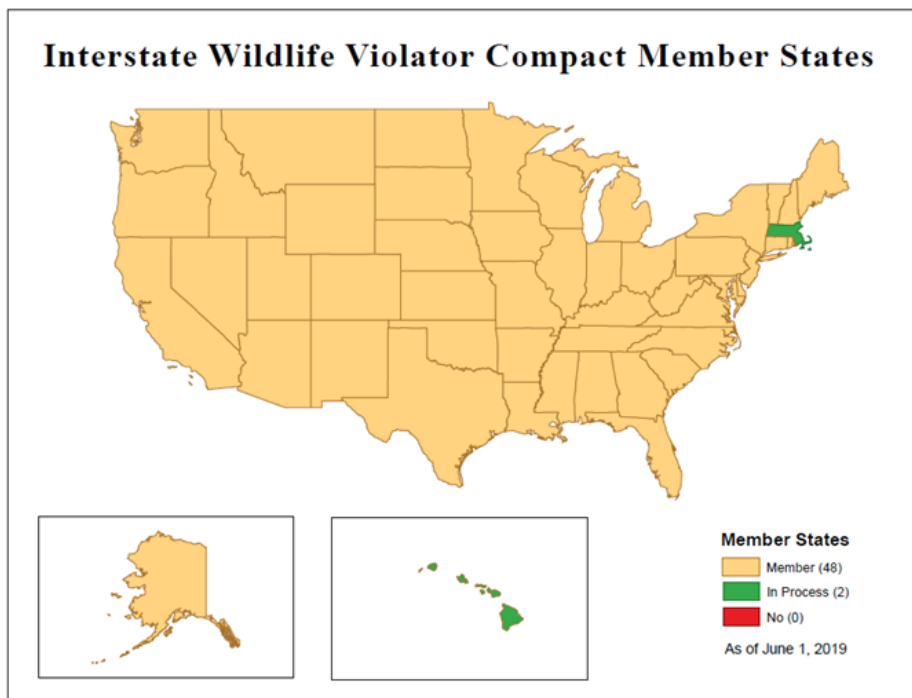 Interstate Wildlife Violator Compact Member States
Member States
Member (48)
In Process (2)
No (0)
As of June 1, 2019